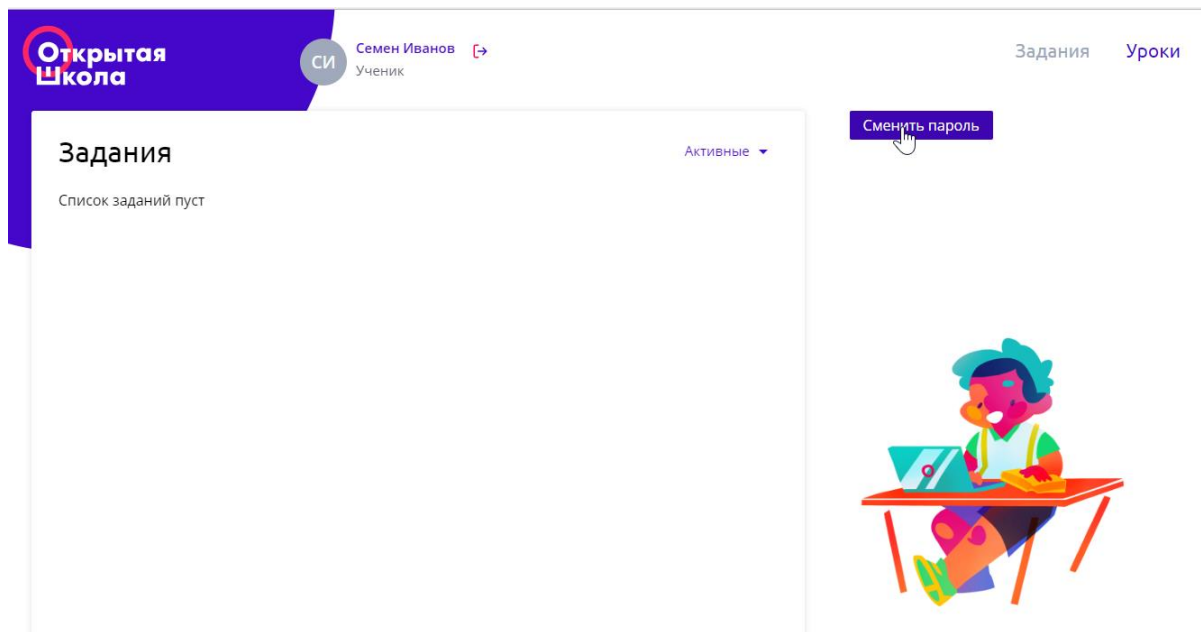 Открытая
Школа
СИ
Семен Иванов
Ученик
Задания Уроки
Сменить пароль
Задания
Активные
Список заданий пуст